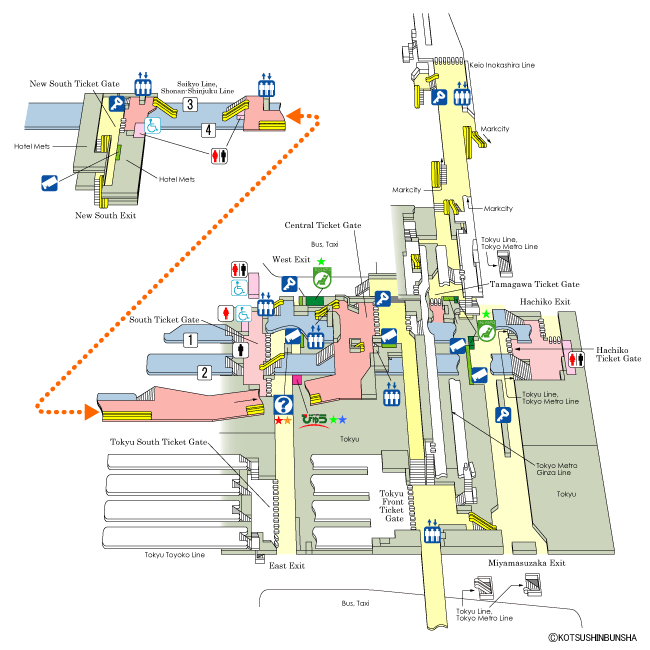 New South Ticket Gate
Saikyo Line,
Shonan-Shinjuku Line
3
4
Hotel Mets
Hotel Mets
New South Exit
Keio Inokashira Line
Markcity
Markcity
Markcity
Tokyu Line,
Tokyo Metro Line
Central Ticket Gate
Bus, Taxi
West Exit
Tamagawa Ticket Gate
Hachiko Exit
South Ticket Gate
1
2
Hachiko
Ticket Gate
Tokyu Line,
Tokyo Metro Line
?
びゅう
Tokyu
Tokyu South Ticket Gate
Tokyo Metro
Ginza Line
Tokyu
Tokyu
Front
Ticket
Gate
Tokyu Toyoko Line
East Exit
Miyamasuzaka Exit
Bus, Taxi
Tokyu Line,
Tokyo Metro Line
©KOTSUSHINBUNSHA